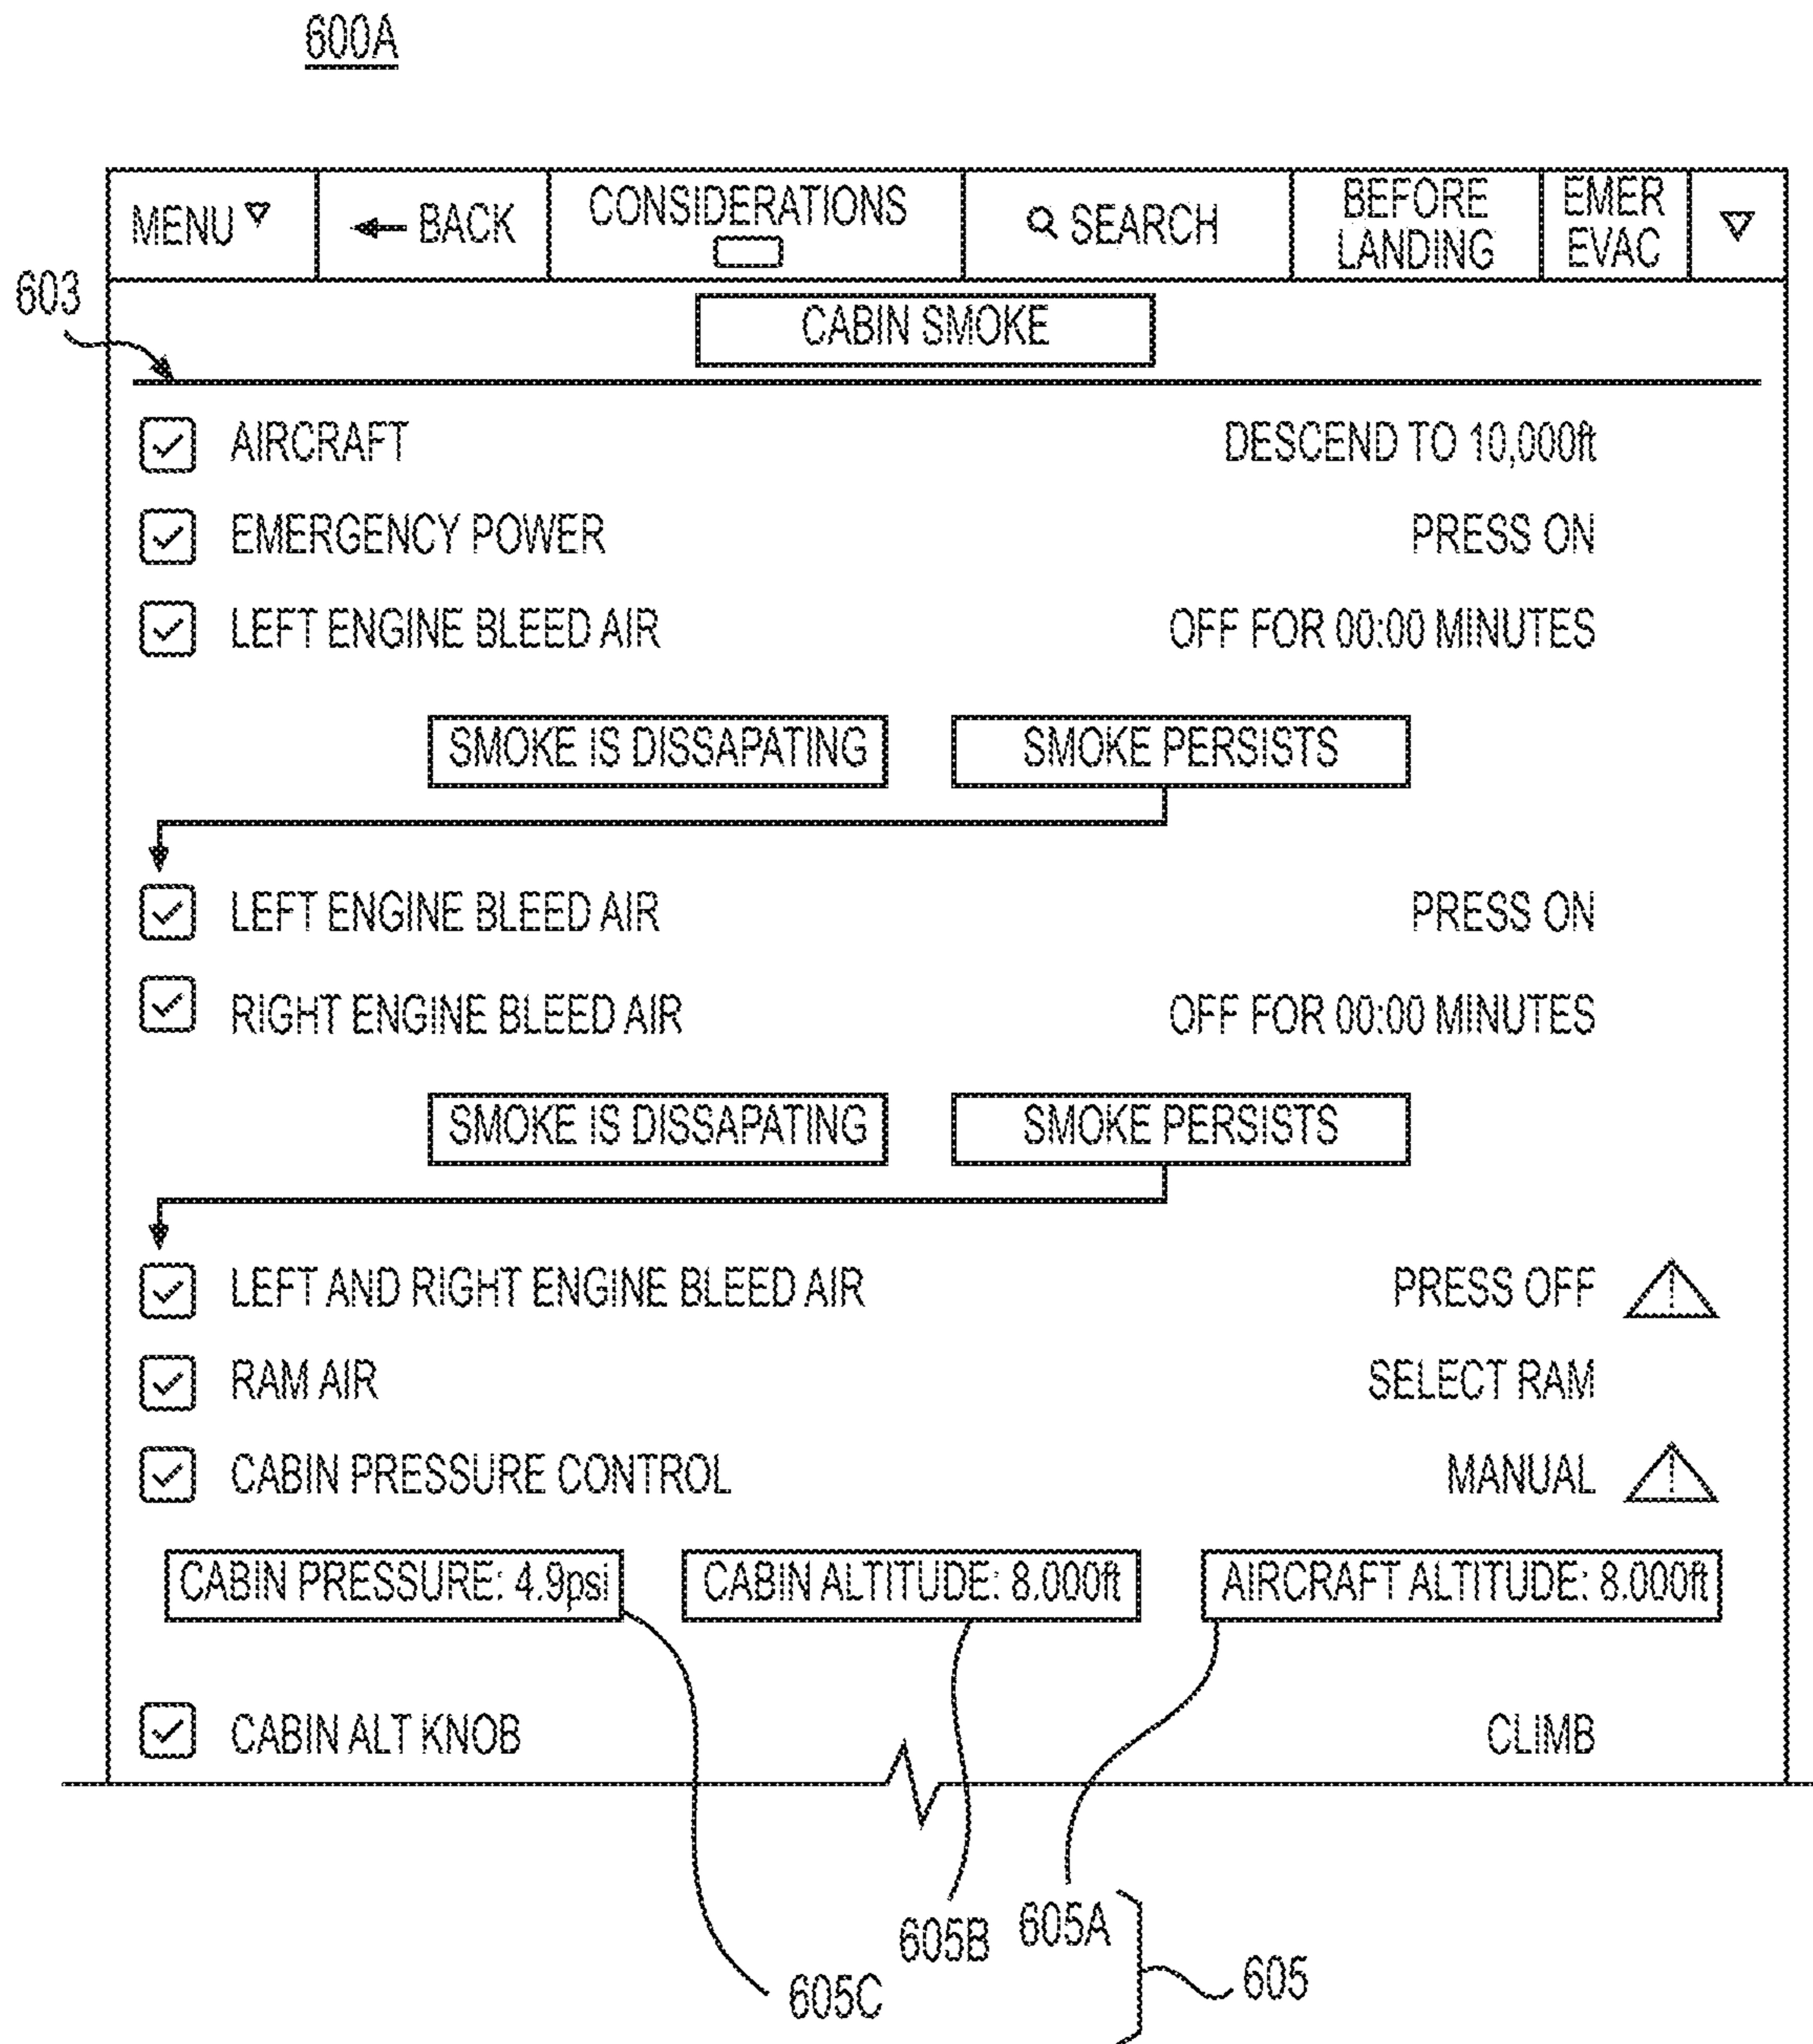 600A
MENU BACK CONSIDERATIONS SEARCH BEFORE LANDING EMER EVAC
603
CABIN SMOKE
AIRCRAFT DESCEND TO 10,000ft
EMERGENCY POWER PRESS ON
LEFT ENGINE BLEED AIR OFF FOR 00:00 MINUTES
SMOKE IS DISSAPATING SMOKE PERSISTS
LEFT ENGINE BLEED AIR PRESS ON
RIGHT ENGINE BLEED AIR OFF FOR 00:00 MINUTES
SMOKE IS DISSAPATING SMOKE PERSISTS
LEFT AND RIGHT ENGINE BLEED AIR PRESS OFF
RAM AIR SELECT RAM
CABIN PRESSURE CONTROL MANUAL
CABIN PRESSURE: 4.9psi CABIN ALTITUDE: 8.000ft AIRCRAFT ALTITUDE: 8.000ft
CABIN ALT KNOB CLIMB
605B 605A
605C 605